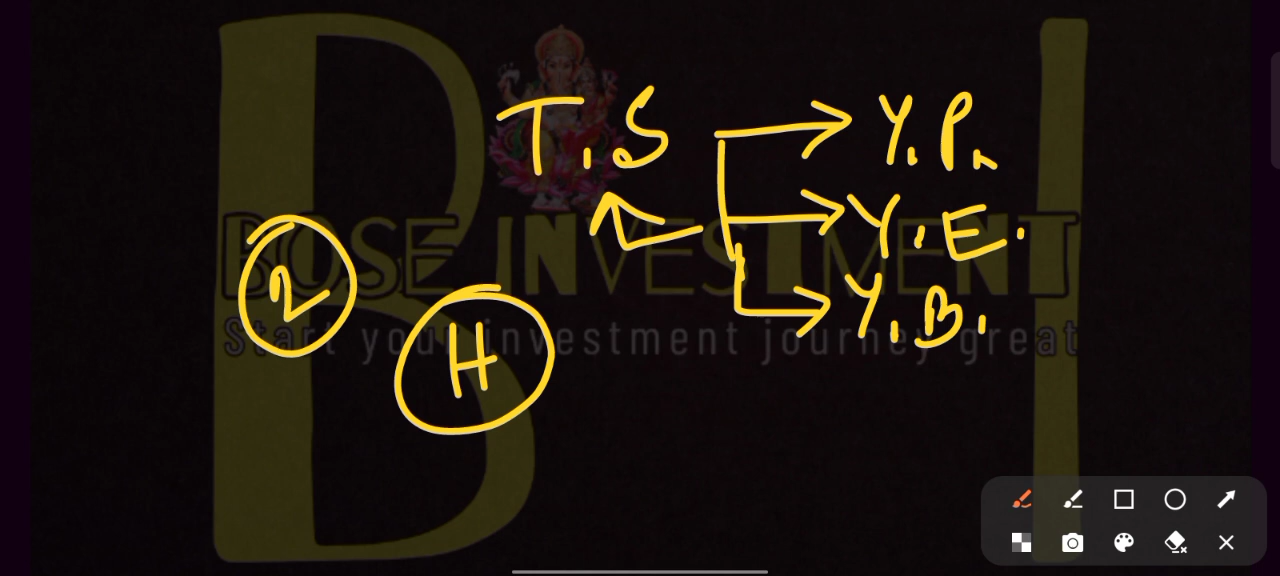 T.S → Y.P.
→ Y.E.
→ Y.B.
2
H
BOSE INVESTMENT
Start your investment journey great